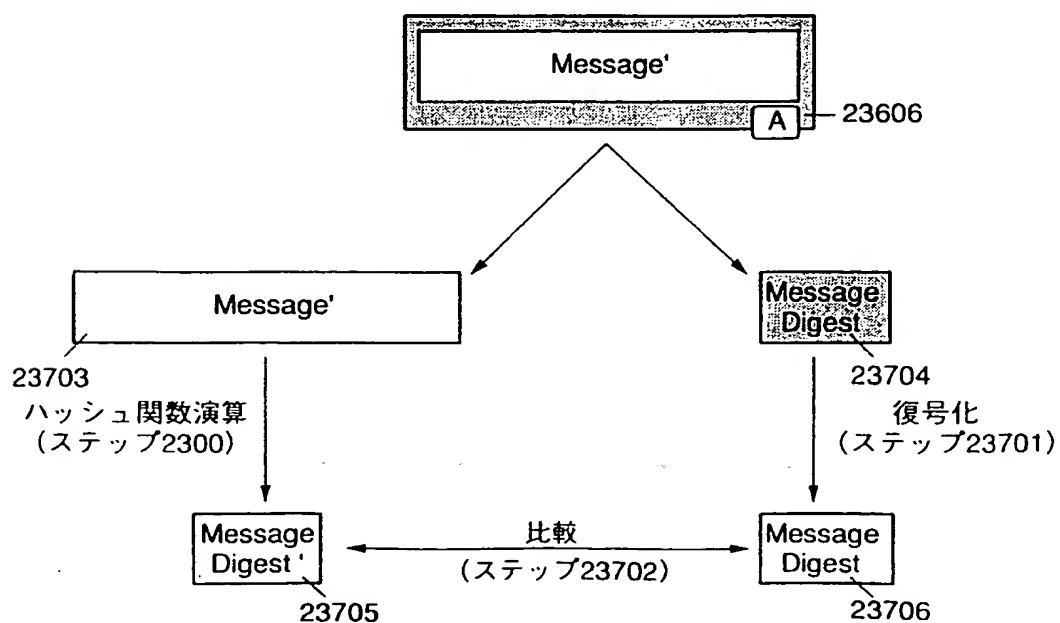 Message'
A
23606
Message'
Message
Digest
23703
23704
ハッシュ関数演算
(ステップ2300)
復号化
(ステップ23701)
Message
Digest'
比較
(ステップ23702)
Message
Digest
23705
23706